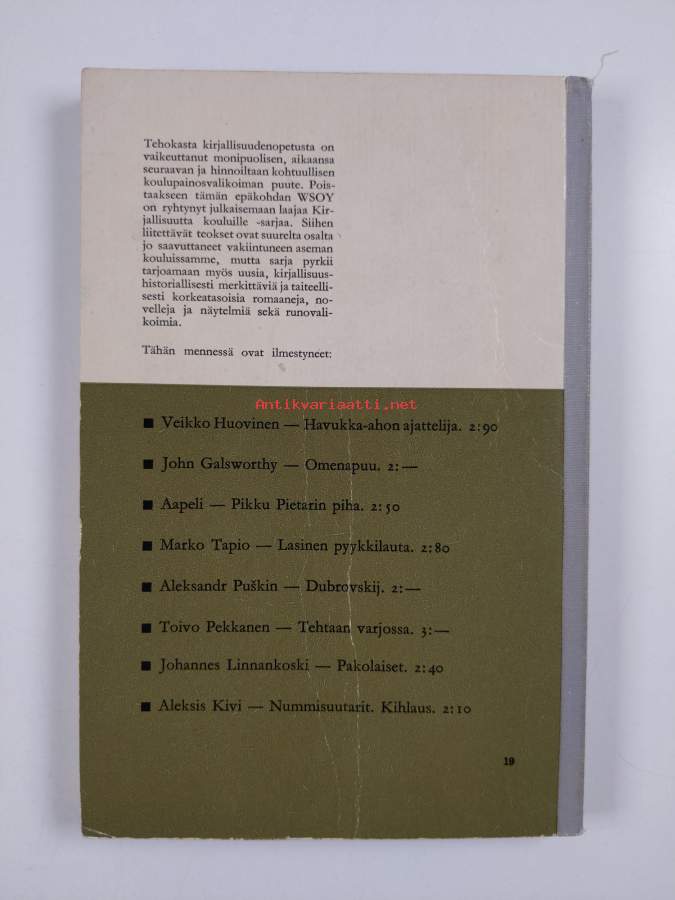 Tehokasta kirjallisuudenopetusta on
vaikeuttanut monipuolisen, aikaansa
seuraavan ja hinnoiltaan kohtuullisen
koulupainosvalikoiman puute. Pois-
taakseen tämän epäkohdan WSOY
on ryhtynyt julkaisemaan laajaa Kir-
jallisuutta kouluille -sarjaa. Siihen
liitettävät teokset ovat suurelta osalta
jo saavuttaneet vakiintuneen aseman
kouluissamme, mutta sarja pyrkii
tarjoamaan myös uusia, kirjallisuus-
historiallisesti merkittäviä ja taiteelli-
sesti korkeatasoisia romaaneja, no-
velleja ja näytelmiä sekä runovali-
koimia.
Tähän mennessä ovat ilmestyneet:
Antikvariaatti.net
■ Veikko Huovinen — Havukka-ahon ajattelija. 2:90
■ John Galsworthy — Omenapuu. 2:—
■ Aapeli — Pikku Pietarin piha. 2:50
■ Marko Tapio — Lasinen pyykkilauta. 2:80
■ Aleksandr Puškin — Dubrovskij. 2:—
■ Toivo Pekkanen — Tehtaan varjossa. 3:—
■ Johannes Linnankoski — Pakolaiset. 2:40
■ Aleksis Kivi — Nummisuutarit. Kihlaus. 2:10
19